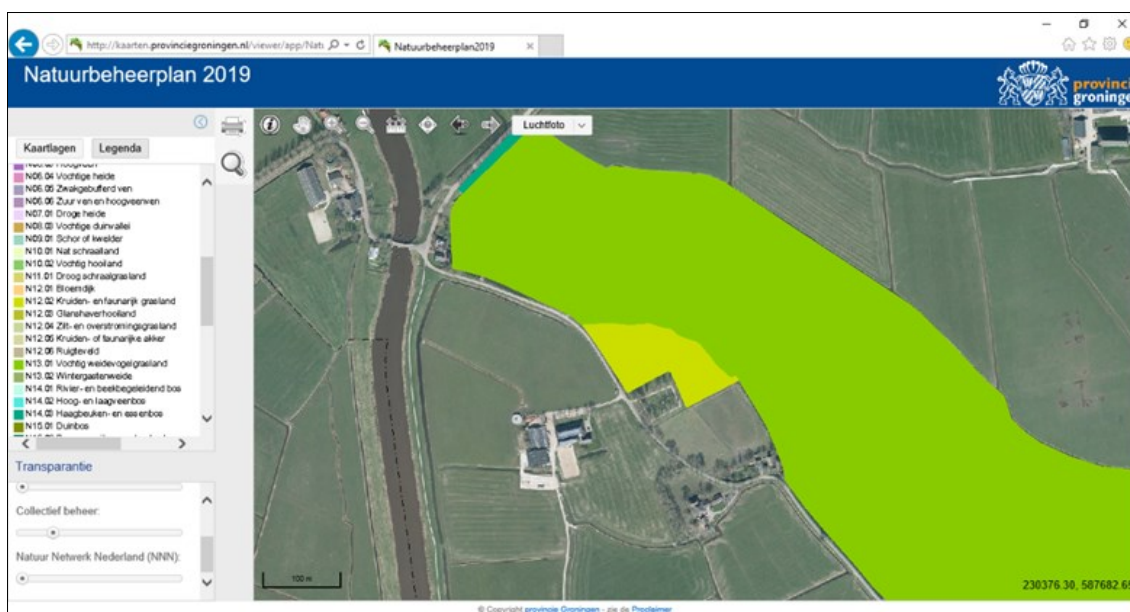 http://kaarten.provinciegroningen.nl/viewer/app/Nat
Natuurbeheerplan2019
Natuurbeheerplan 2019
provincie
groningen
Kaartlagen
Legenda
Luchtfoto
N06.04 Vochtige heide
N06.05 Zwakgebufferd ven
N06.06 Zuur ven en hoogveenven
N07.01 Droge heide
N08.03 Vochtige duinvallei
N09.01 Schor of kwelder
N10.01 Nat schraalland
N10.02 Vochtig hooiland
N11.01 Droog schraalgrasland
N12.01 Bloemdijk
N12.02 Kruiden- en faunarijk grasland
N12.03 Glanshaverhooiland
N12.04 Zilt- en overstromingsgrasland
N12.05 Kruiden- of faunarijke akker
N12.06 Ruigteveld
N13.01 Vochtig weidevogelgrasland
N13.02 Wintergastenweide
N14.01 Rivier- en beekbegeleidend bos
N14.02 Hoog- en laagveenbos
N14.03 Haagbeuken- en essenbos
N15.01 Duinbos
Transparantie
Collectief beheer:
Natuur Netwerk Nederland (NNN):
100 m
230376.30, 587682.69
© Copyright provincie Groningen - zie de Proclaimer